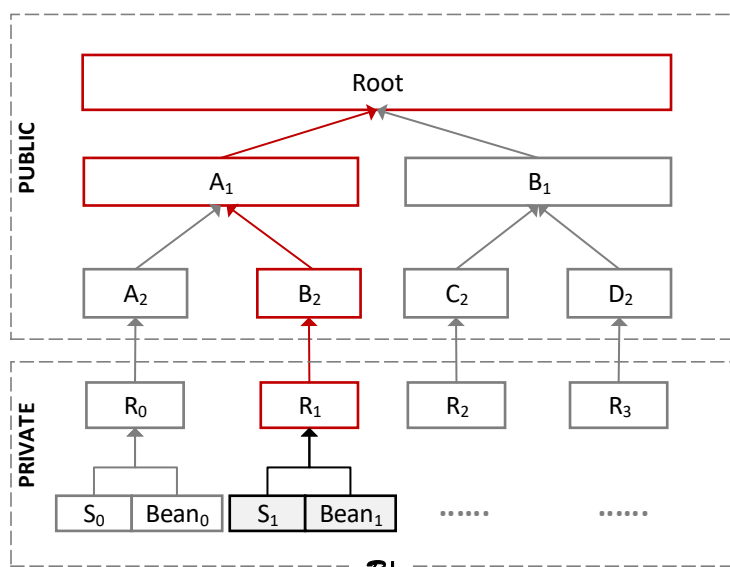 PUBLIC
Root
A₁ B₁
A₂ B₂ C₂ D₂
PRIVATE
R₀ R₁ R₂ R₃
S₀ Bean₀ S₁ Bean₁ ...... ......